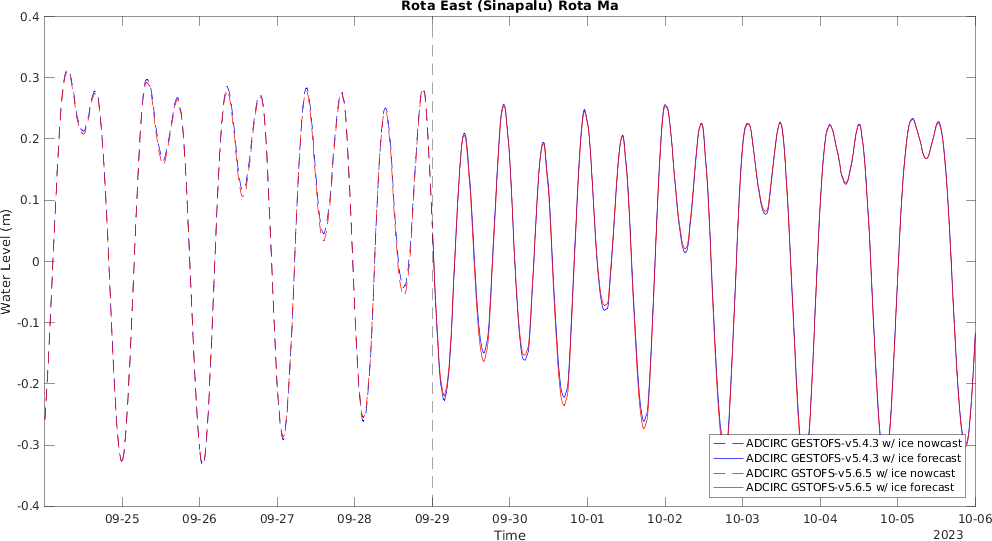 Rota East (Sinapalu) Rota Ma
0.4
0.3
0.2
0.1
0
-0.1
-0.2
-0.3
-0.4
Water Level (m)
ADCIRC GESTOFS-v5.4.3 w/ ice nowcast
ADCIRC GESTOFS-v5.4.3 w/ ice forecast
ADCIRC GSTOFS-v5.6.5 w/ ice nowcast
ADCIRC GSTOFS-v5.6.5 w/ ice forecast
09-25 09-26 09-27 09-28 09-29 09-30 10-01 10-02 10-03 10-04 10-05 10-06
Time
2023